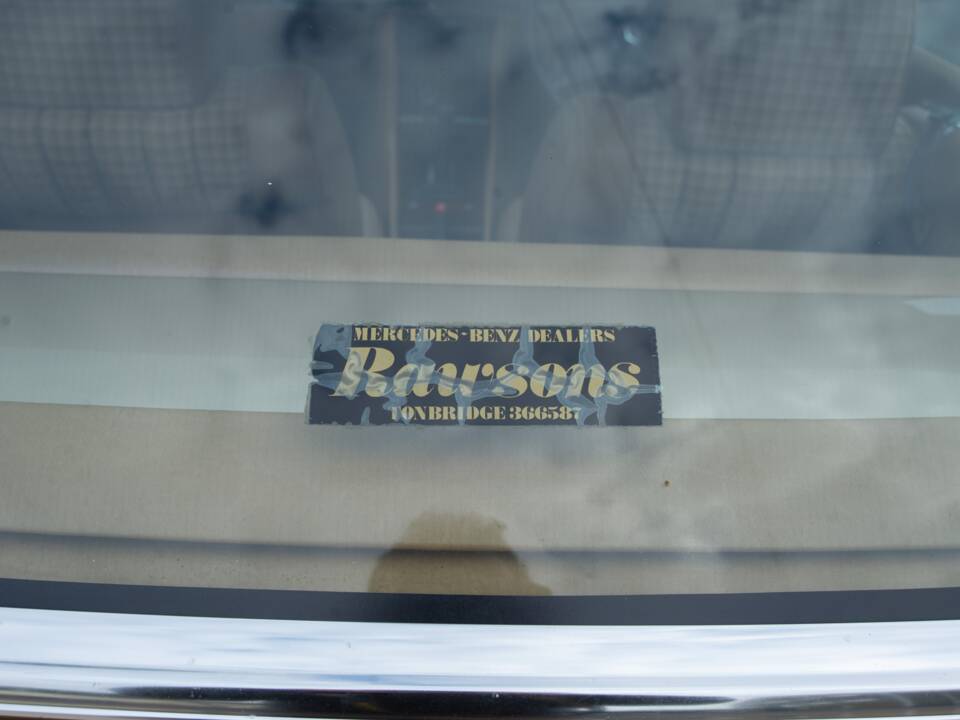 MERCEDES-BENZ DEALERS
Rawsons
TONBRIDGE 366587